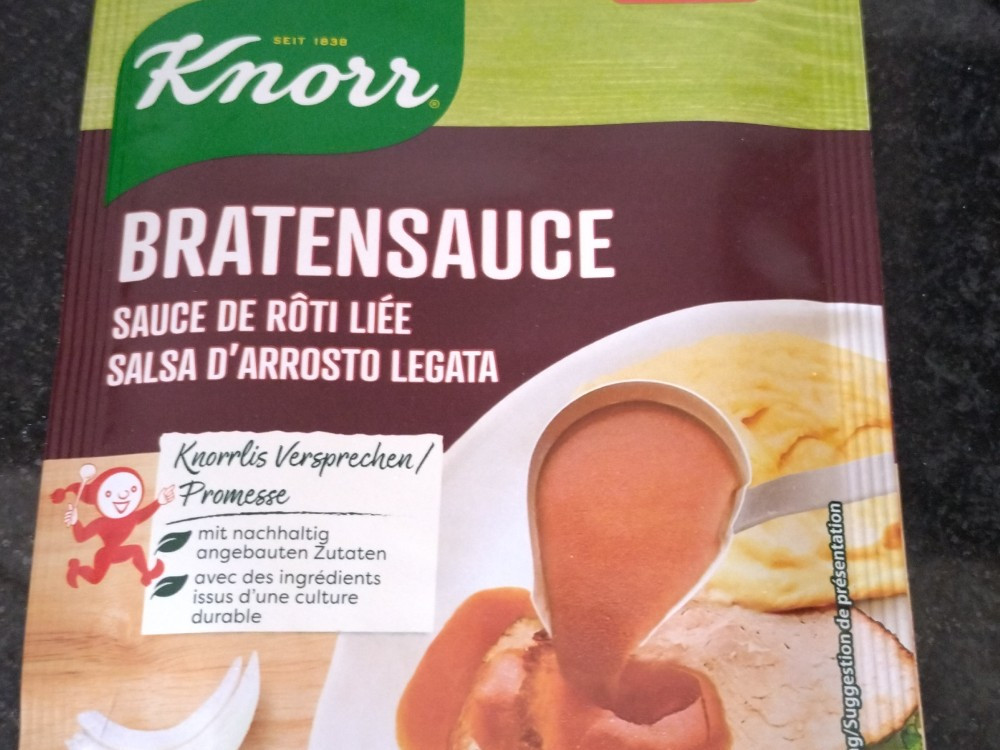 SEIT 1838
Knorr®
BRATENSAUCE
SAUCE DE RÔTI LIÉE
SALSA D'ARROSTO LEGATA
Knorrlis Versprechen/
Promesse
mit nachhaltig
angebauten Zutaten
avec des ingrédients
issus d'une culture
durable
g/Suggestion de présentation